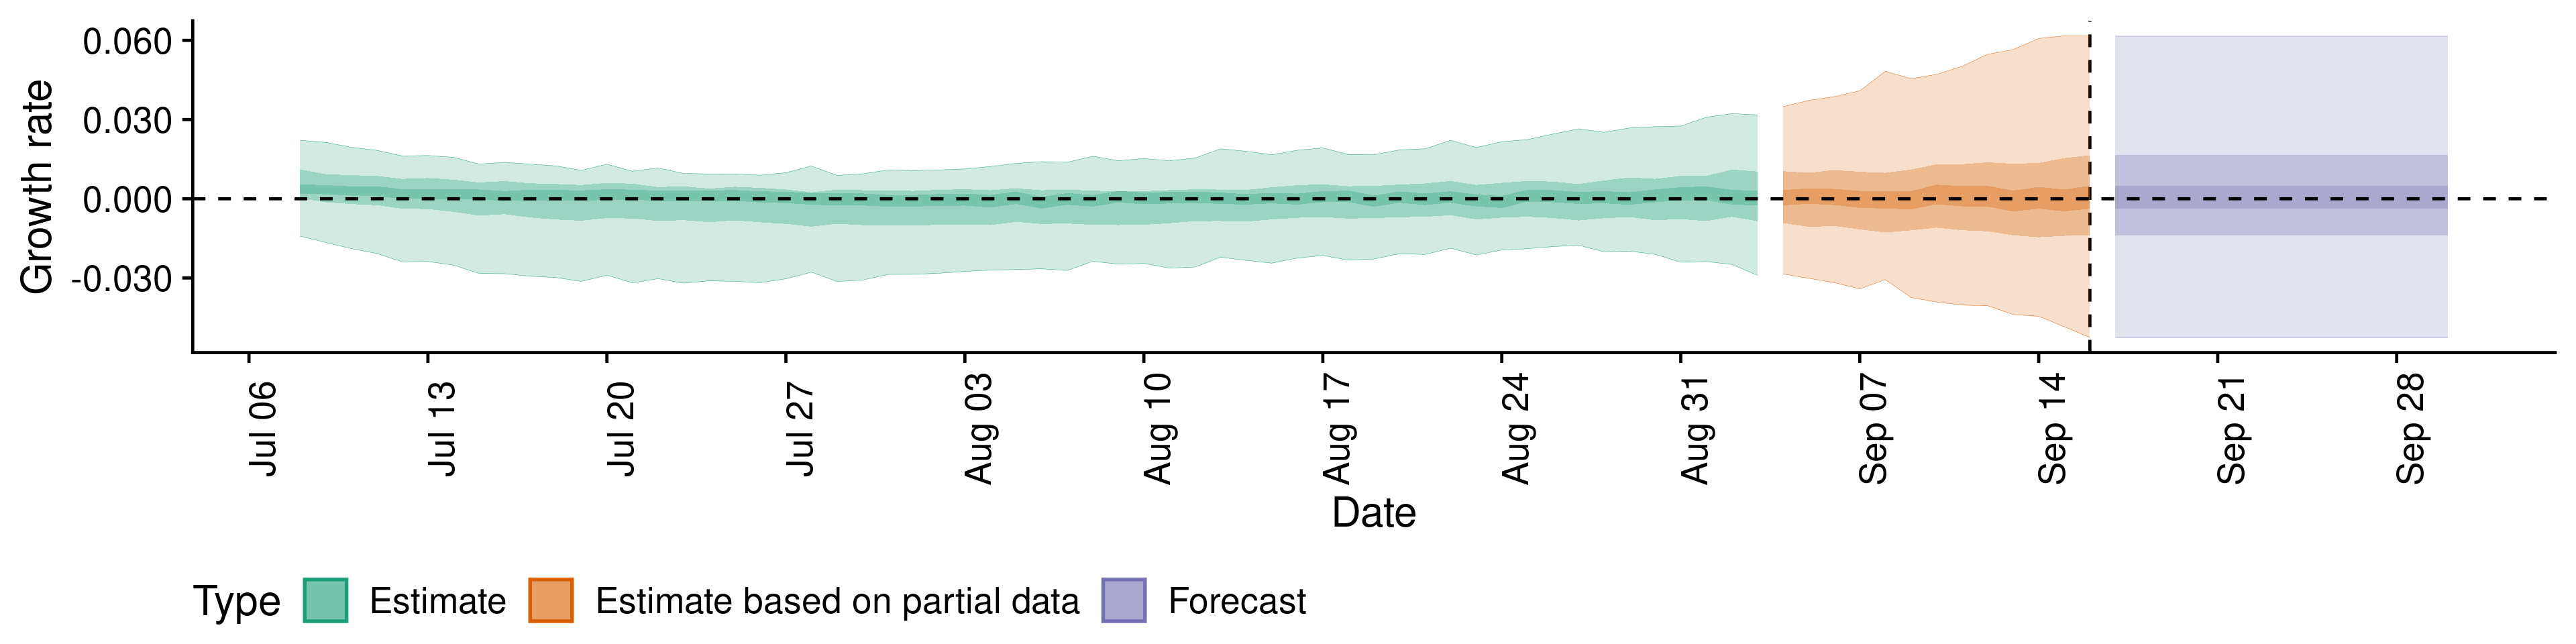 Growth rate
0.060
0.030
0.000
-0.030
Jul 06
Jul 13
Jul 20
Jul 27
Aug 03
Aug 10
Aug 17
Aug 24
Aug 31
Sep 07
Sep 14
Sep 21
Sep 28
Date
Type Estimate Estimate based on partial data Forecast